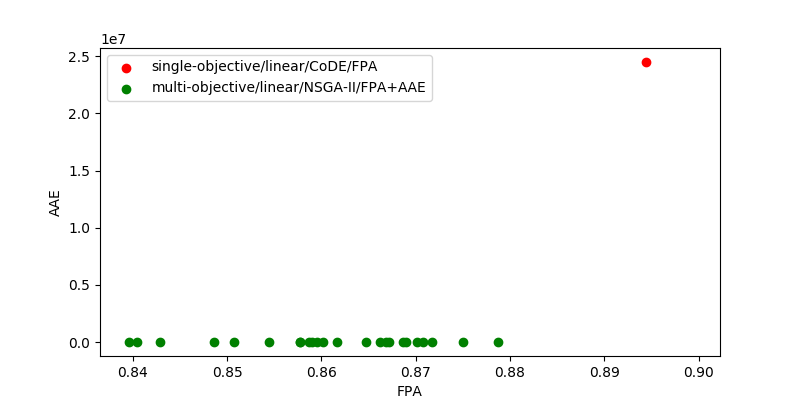 1e7
single-objective/linear/CoDE/FPA
multi-objective/linear/NSGA-II/FPA+AAE
2.5
2.0
1.5
1.0
0.5
0.0
AAE
0.84 0.85 0.86 0.87 0.88 0.89 0.90
FPA